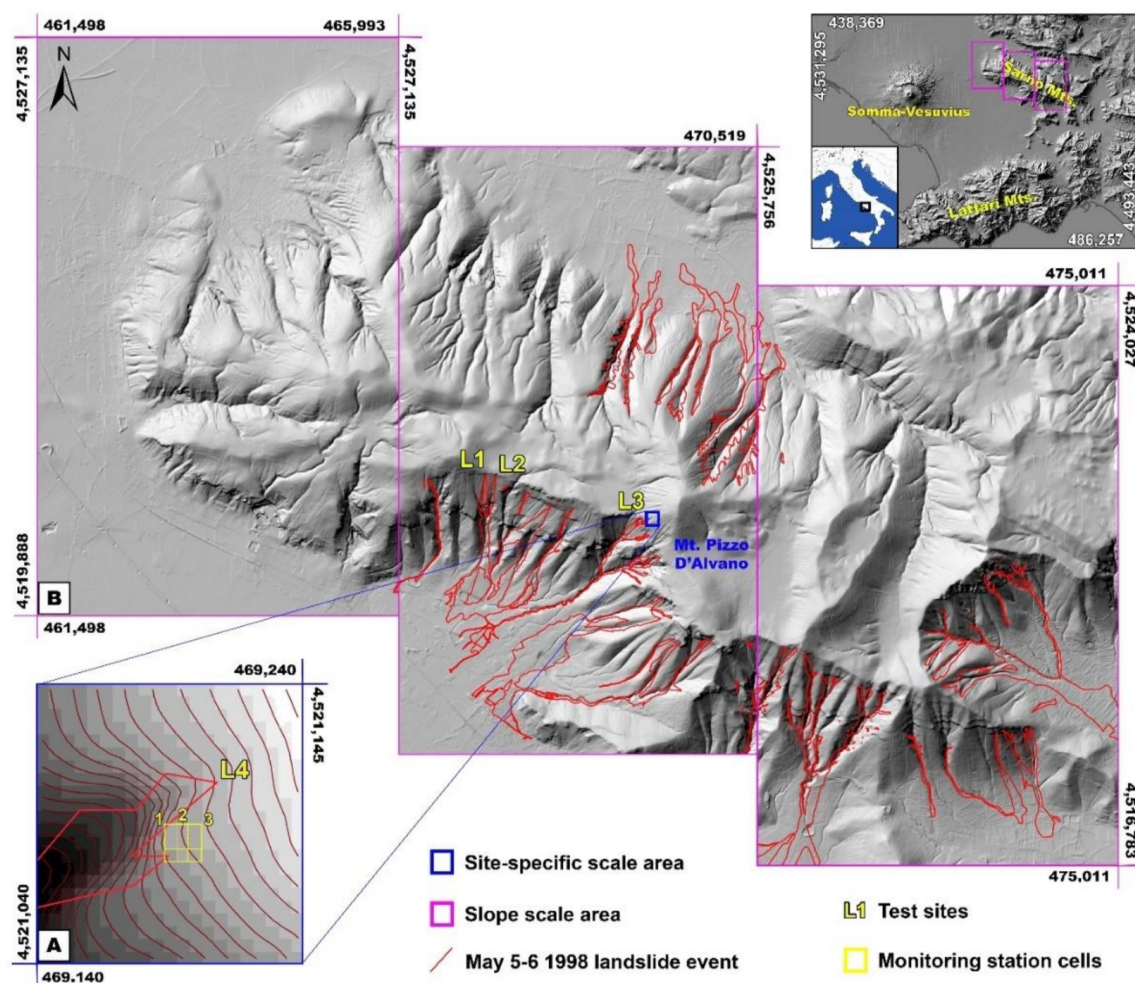 461,498
465,993
4,527,135
4,527,135
N
470,519
4,525,756
438,369
4,531,295
Somma-Vesuvius
Sarno Mts.
Lattari Mts.
4,493,443
486,257
475,011
4,524,027
L1
L2
L3
Mt. Pizzo
D'Alvano
4,519,888
B
461,498
469,240
4,521,145
L4
1
2
3
4,521,040
A
469,140
4,516,783
475,011
Site-specific scale area
Slope scale area
L1 Test sites
May 5-6 1998 landslide event
Monitoring station cells